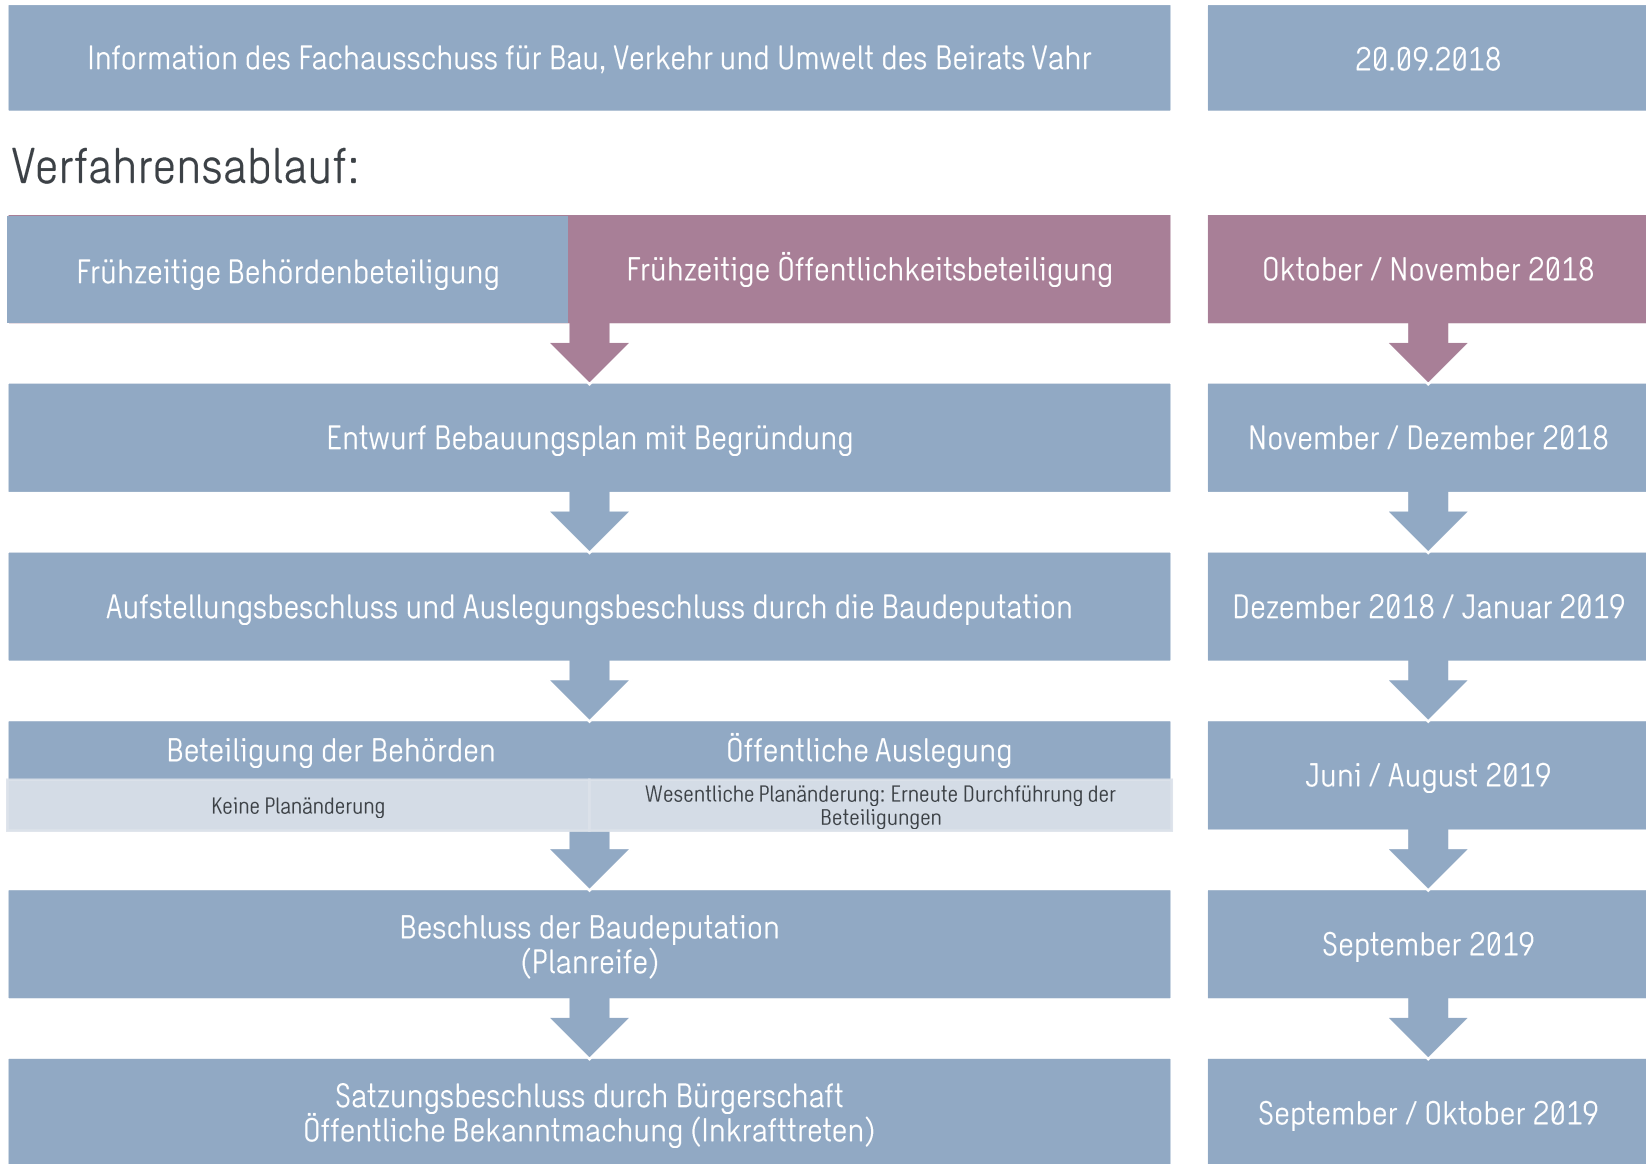 Information des Fachausschuss für Bau, Verkehr und Umwelt des Beirats Vahr
20.09.2018
Verfahrensablauf:
Frühzeitige Behördenbeteiligung
Frühzeitige Öffentlichkeitsbeteiligung
Oktober / November 2018
Entwurf Bebauungsplan mit Begründung
November / Dezember 2018
Aufstellungsbeschluss und Auslegungsbeschluss durch die Baudeputation
Dezember 2018 / Januar 2019
Beteiligung der Behörden
Öffentliche Auslegung
Juni / August 2019
Keine Planänderung
Wesentliche Planänderung: Erneute Durchführung der
Beteiligungen
Beschluss der Baudeputation
(Planreife)
September 2019
Satzungsbeschluss durch Bürgerschaft
Öffentliche Bekanntmachung (Inkrafttreten)
September / Oktober 2019